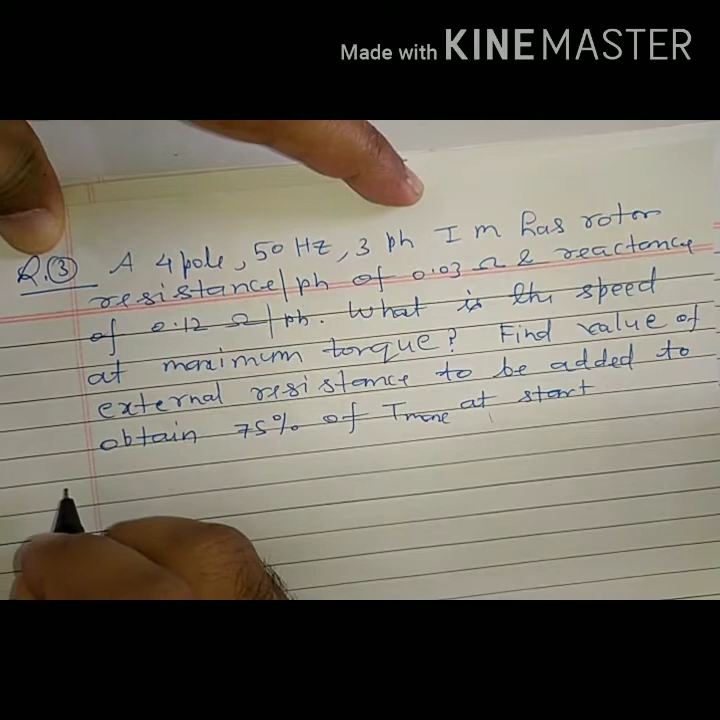 Made with KINEMASTER
Q.③ A 4 pole, 50 Hz, 3 ph I m has rotor
resistance/ph of 0.03 Ω & reactance
of 0.12 Ω/ph. What is the speed
at maximum torque? Find value of
external resistance to be added to
obtain 75% of Tmax at start